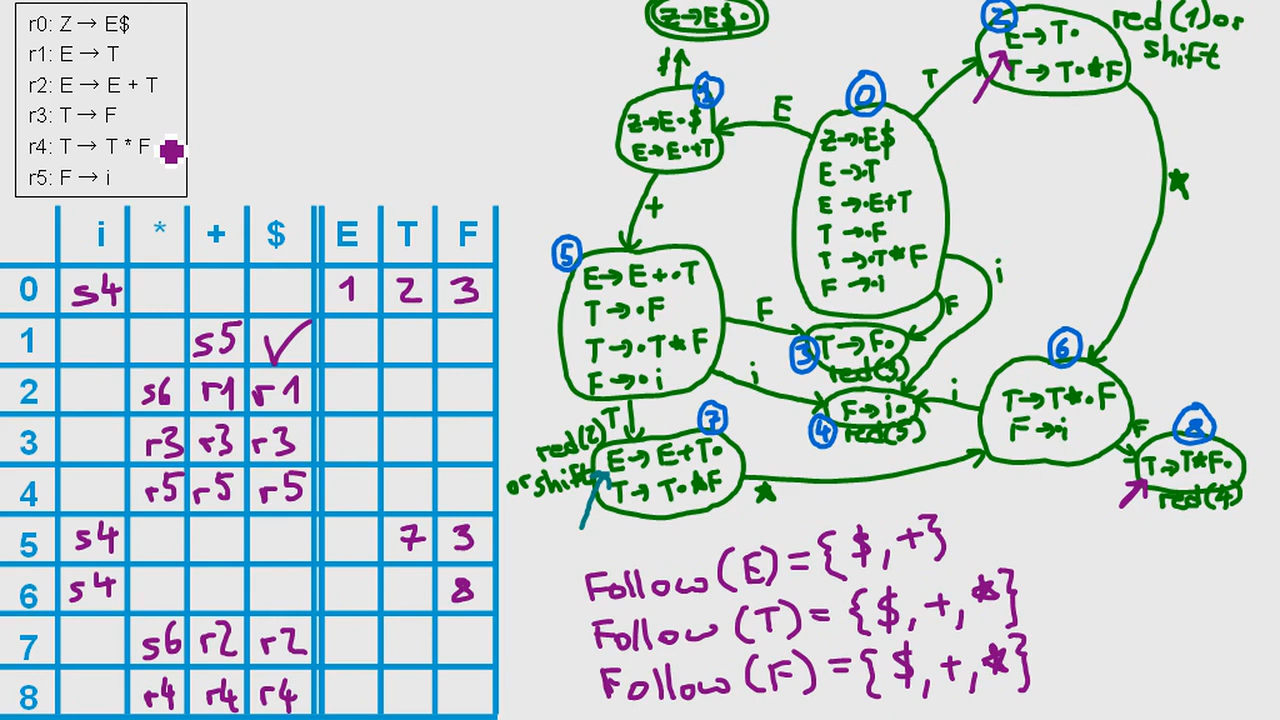 r0: Z → E$
r1: E → T
r2: E → E + T
r3: T → F
r4: T → T * F
r5: F → i
i * + $ E T F
0 s4 1 2 3
1 s5 ✓
2 s6 r1 r1
3 r3 r3 r3
4 r5 r5 r5
5 s4 7 3
6 s4 8
7 s6 r2 r2
8 r4 r4 r4
Z→E$•
$
1
Z→E•$
E→E•+T
E
0
Z→•E$
E→•T
E→•E+T
T→•F
T→•T*F
F→•i
T
2
E→T•
T→T•*F
red(1) or
shift
*
+
5
E→E+•T
T→•F
T→•T*F
F→•i
F
F
i
3
T→F•
red(3)
i
i
4
F→i•
red(5)
6
T→T*•F
F→•i
F
8
T→T*F•
red(4)
T
red(2)
or shift
7
E→E+T•
T→T•*F
*
Follow(E)={$,+}
Follow(T)={$,+,*}
Follow(F)={$,+,*}